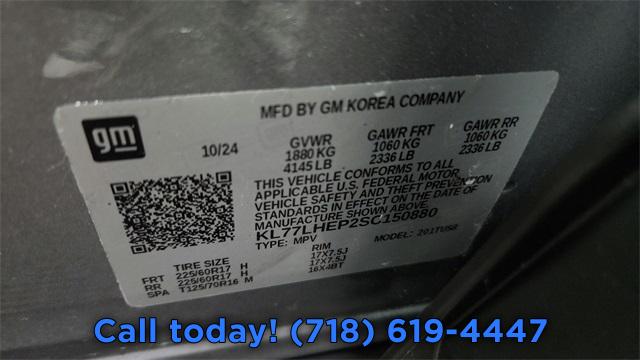 MFD BY GM KOREA COMPANY
gm
10/24
GVWR GAWR FRT GAWR RR
1880 KG 1060 KG 1060 KG
4145 LB 2336 LB 2336 LB
THIS VEHICLE CONFORMS TO ALL
APPLICABLE U.S. FEDERAL MOTOR
VEHICLE SAFETY AND THEFT PREVENTION
STANDARDS IN EFFECT ON THE DATE OF
MANUFACTURE SHOWN ABOVE.
KL77LHEP2SC150880
TYPE: MPV MODEL: 201TU58
TIRE SIZE RIM
FRT 225/60R17 H 17X7.5J
RR 225/60R17 H 17X7.5J
SPA T125/70R16 M 16X4BT
Call today! (718) 619-4447